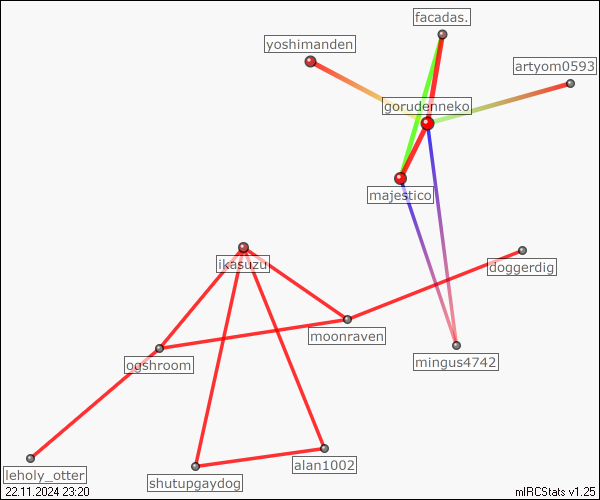 facadas.
yoshimanden
artyom0593
gorudenneko
majestico
ikasuzu
doggerdig
moonraven
mingus4742
ogshroom
alan1002
leholy_otter
shutupgaydog
22.11.2024 23:20
mIRCStats v1.25